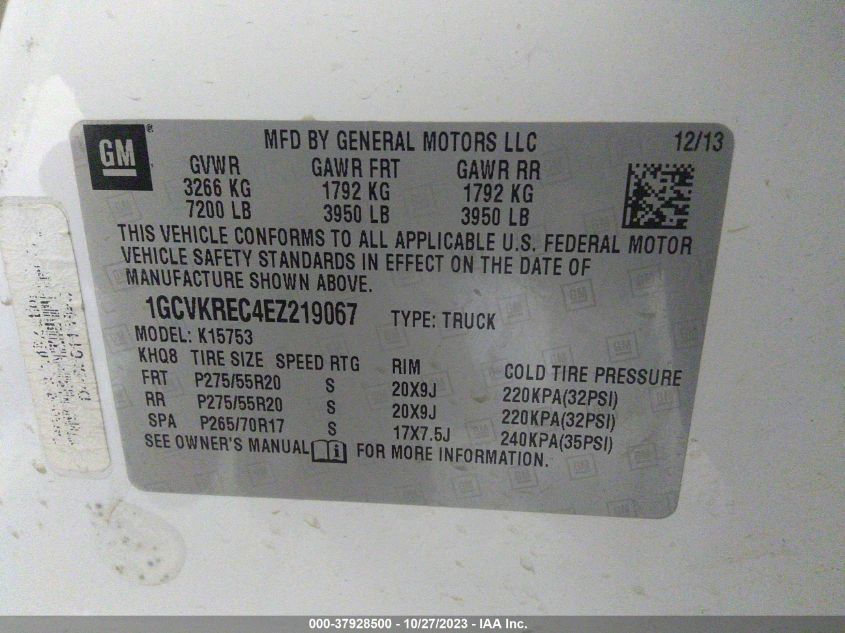 GM ®
MFD BY GENERAL MOTORS LLC 12/13
GVWR GAWR FRT GAWR RR
3266 KG 1792 KG 1792 KG
7200 LB 3950 LB 3950 LB
THIS VEHICLE CONFORMS TO ALL APPLICABLE U.S. FEDERAL MOTOR
VEHICLE SAFETY STANDARDS IN EFFECT ON THE DATE OF
MANUFACTURE SHOWN ABOVE.
1GCVKREC4EZ219067 TYPE: TRUCK
MODEL: K15753
KHQ8 TIRE SIZE SPEED RTG RIM COLD TIRE PRESSURE
FRT P275/55R20 S 20X9J 220KPA(32PSI)
RR P275/55R20 S 20X9J 220KPA(32PSI)
SPA P265/70R17 S 17X7.5J 240KPA(35PSI)
SEE OWNER'S MANUAL FOR MORE INFORMATION.
000-37928500 - 10/27/2023 - IAA Inc.